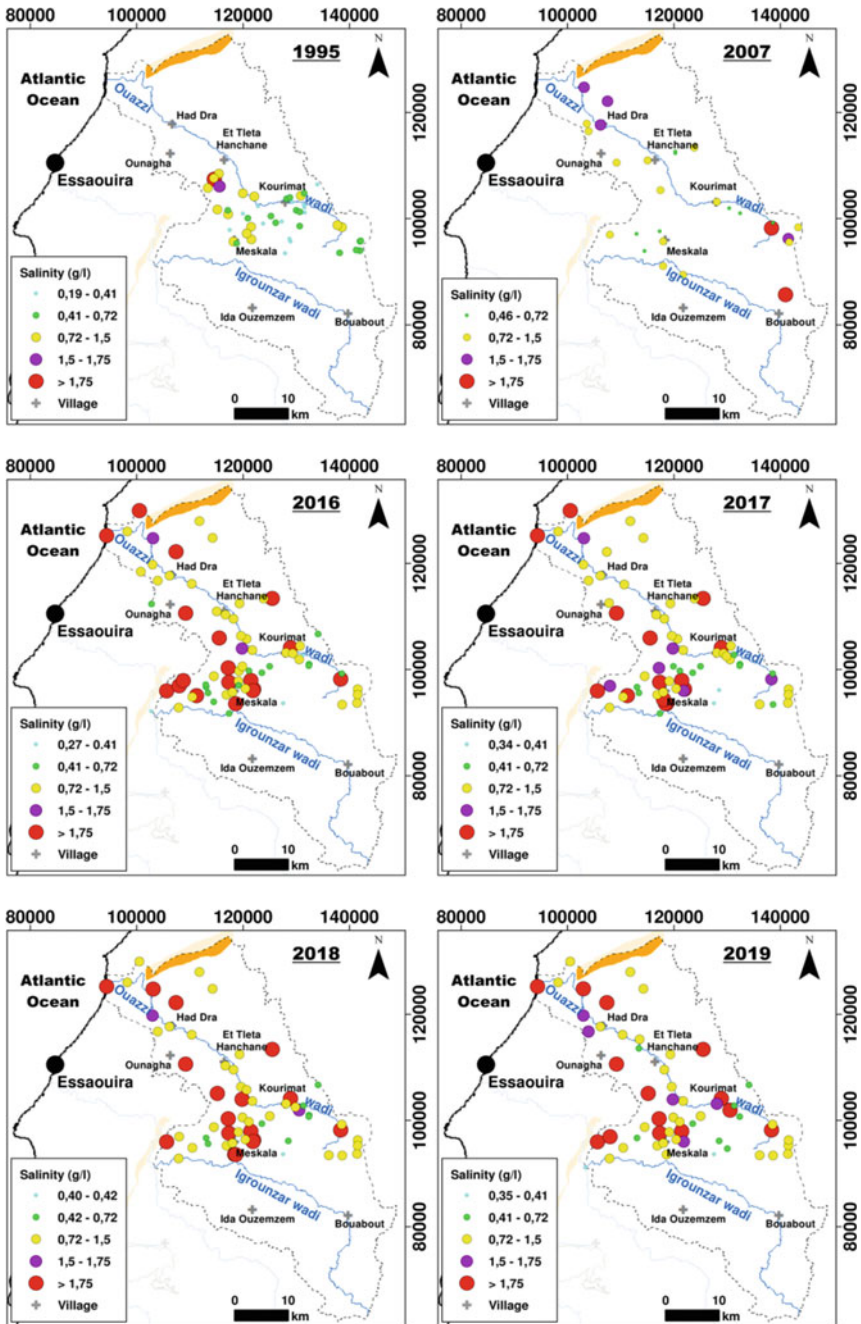 80000 100000 120000 140000
80000 100000 120000 140000
1995
N
Atlantic
Ocean
Ouazzi
Had Dra
Et Tleta
Hanchane
Ounagha
Essaouira
Kourimat
wadi
Meskala
Igrounzar wadi
Ida Ouzemzem
Bouabout
Salinity (g/l)
0,19 - 0,41
0,41 - 0,72
0,72 - 1,5
1,5 - 1,75
> 1,75
Village
0 10
km
120000
100000
80000
2007
N
Atlantic
Ocean
Ouazzi
Had Dra
Et Tleta
Hanchane
Ounagha
Essaouira
Kourimat
wadi
Meskala
Igrounzar wadi
Ida Ouzemzem
Bouabout
Salinity (g/l)
0,46 - 0,72
0,72 - 1,5
1,5 - 1,75
> 1,75
Village
0 10
km
120000
100000
80000
80000 100000 120000 140000
80000 100000 120000 140000
2016
N
Atlantic
Ocean
Ouazzi
Had Dra
Et Tleta
Hanchane
Ounagha
Essaouira
Kourimat
wadi
Meskala
Igrounzar wadi
Ida Ouzemzem
Bouabout
Salinity (g/l)
0,27 - 0.41
0,41 - 0,72
0,72 - 1,5
1,5 - 1,75
> 1,75
Village
0 10
km
120000
100000
80000
2017
N
Atlantic
Ocean
Ouazzi
Had Dra
Et Tleta
Hanchane
Ounagha
Essaouira
Kourimat
wadi
Meskala
Igrounzar wadi
Ida Ouzemzem
Bouabout
Salinity (g/l)
0,34 - 0,41
0,41 - 0,72
0,72 - 1,5
1,5 - 1,75
> 1,75
Village
0 10
km
120000
100000
80000
80000 100000 120000 140000
80000 100000 120000 140000
2018
N
Atlantic
Ocean
Ouazzi
Had Dra
Et Tleta
Hanchane
Ounagha
Essaouira
Kourimat
wadi
Meskala
Igrounzar wadi
Ida Ouzemzem
Bouabout
Salinity (g/l)
0,40 - 0,42
0,42 - 0,72
0,72 - 1,5
1,5 - 1,75
> 1,75
Village
0 10
km
120000
100000
80000
2019
N
Atlantic
Ocean
Ouazzi
Had Dra
Et Tleta
Hanchane
Ounagha
Essaouira
Kourimat
wadi
Meskala
Igrounzar wadi
Ida Ouzemzem
Bouabout
Salinity (g/l)
0,35 - 0,41
0,41 - 0,72
0,72 - 1,5
1,5 - 1,75
> 1,75
Village
0 10
km
120000
100000
80000